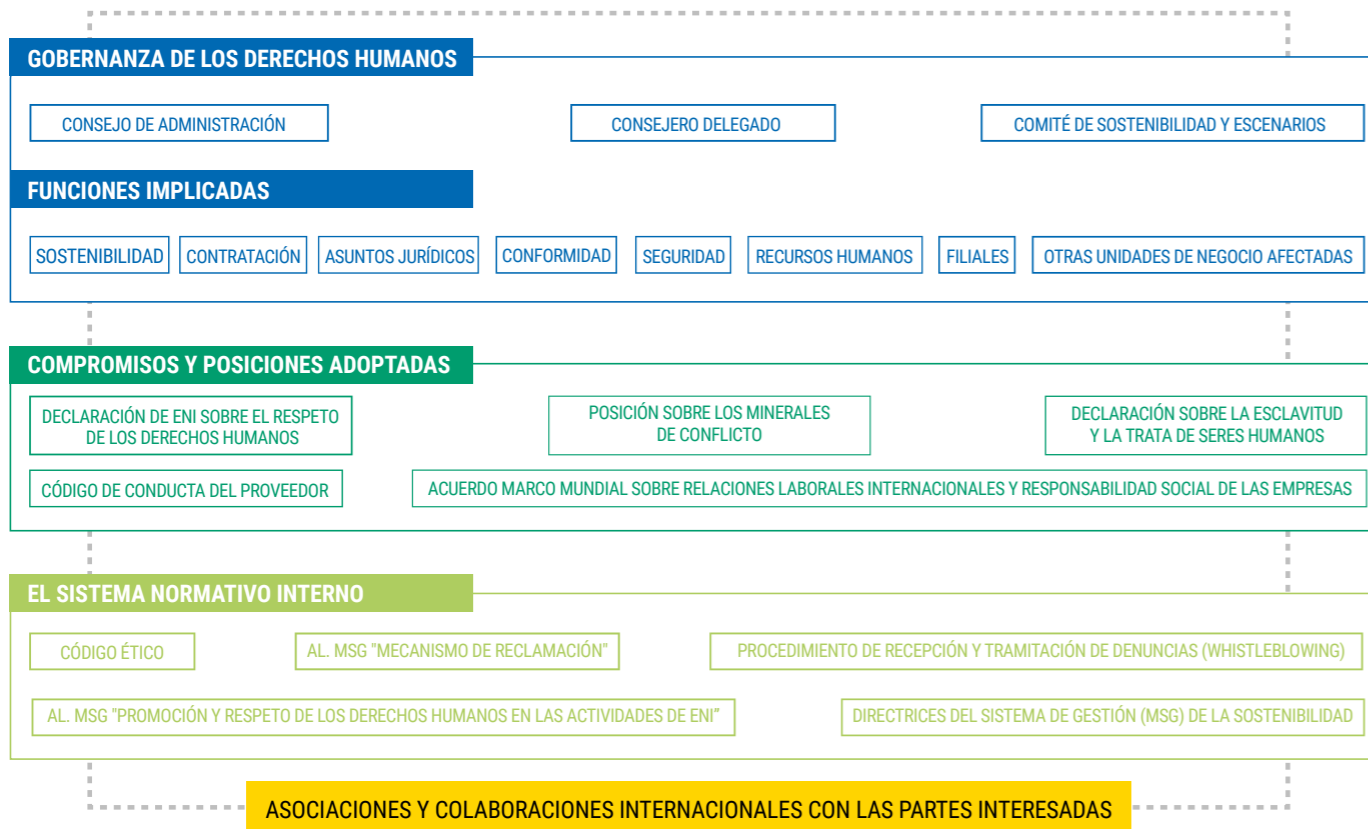 GOBERNANZA DE LOS DERECHOS HUMANOS
CONSEJO DE ADMINISTRACIÓN
CONSEJERO DELEGADO
COMITÉ DE SOSTENIBILIDAD Y ESCENARIOS
FUNCIONES IMPLICADAS
SOSTENIBILIDAD
CONTRATACIÓN
ASUNTOS JURÍDICOS
CONFORMIDAD
SEGURIDAD
RECURSOS HUMANOS
FILIALES
OTRAS UNIDADES DE NEGOCIO AFECTADAS
COMPROMISOS Y POSICIONES ADOPTADAS
DECLARACIÓN DE ENI SOBRE EL RESPETO
DE LOS DERECHOS HUMANOS
POSICIÓN SOBRE LOS MINERALES
DE CONFLICTO
DECLARACIÓN SOBRE LA ESCLAVITUD
Y LA TRATA DE SERES HUMANOS
CÓDIGO DE CONDUCTA DEL PROVEEDOR
ACUERDO MARCO MUNDIAL SOBRE RELACIONES LABORALES INTERNACIONALES Y RESPONSABILIDAD SOCIAL DE LAS EMPRESAS
EL SISTEMA NORMATIVO INTERNO
CÓDIGO ÉTICO
AL. MSG "MECANISMO DE RECLAMACIÓN"
PROCEDIMIENTO DE RECEPCIÓN Y TRAMITACIÓN DE DENUNCIAS (WHISTLEBLOWING)
AL. MSG "PROMOCIÓN Y RESPETO DE LOS DERECHOS HUMANOS EN LAS ACTIVIDADES DE ENI"
DIRECTRICES DEL SISTEMA DE GESTIÓN (MSG) DE LA SOSTENIBILIDAD
ASOCIACIONES Y COLABORACIONES INTERNACIONALES CON LAS PARTES INTERESADAS